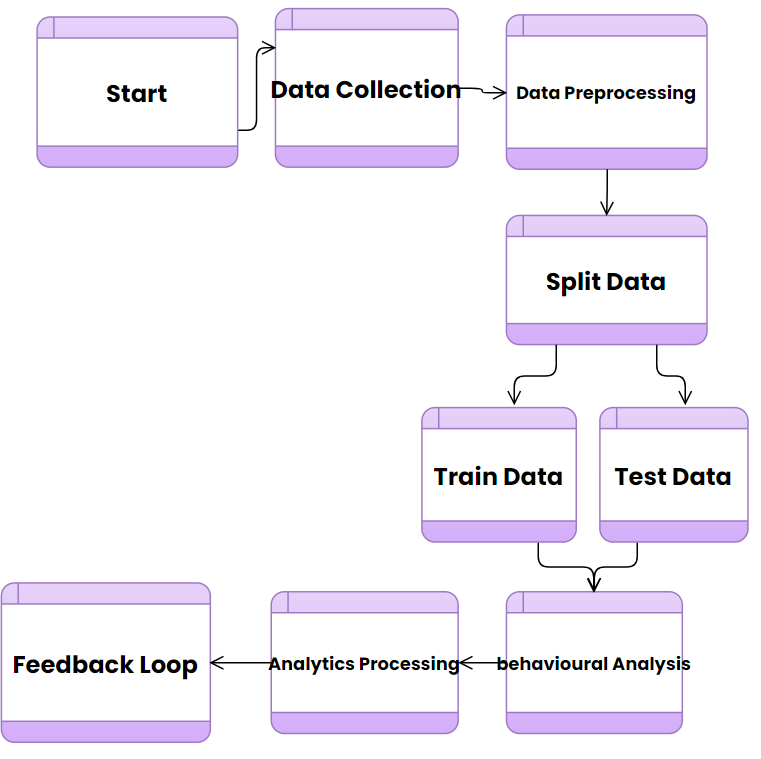 Start
Data Collection
Data Preprocessing
Split Data
Train Data
Test Data
behavioural Analysis
Analytics Processing
Feedback Loop